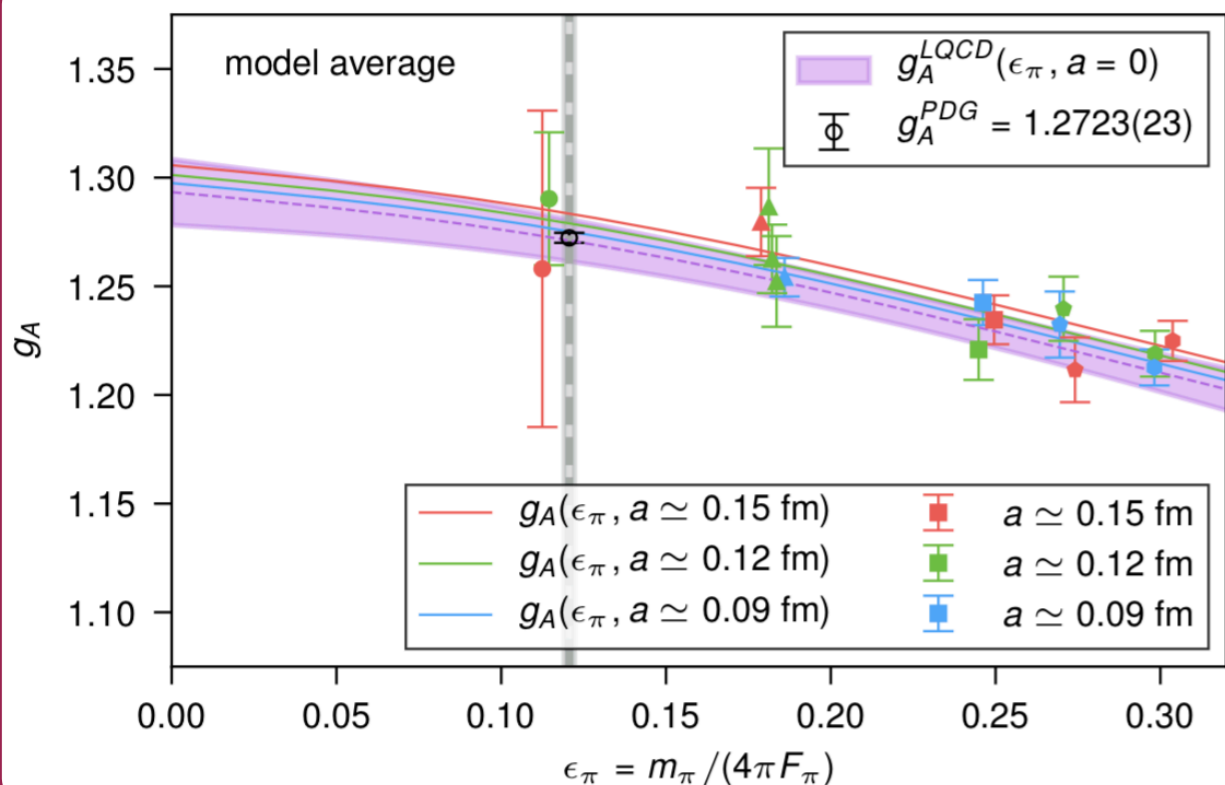 model average
g_A^{LQCD}(ϵ_π, a = 0)
g_A^{PDG} = 1.2723(23)
1.35
1.30
1.25
1.20
1.15
1.10
g_A
g_A(ϵ_π, a ≃ 0.15 fm)
g_A(ϵ_π, a ≃ 0.12 fm)
g_A(ϵ_π, a ≃ 0.09 fm)
a ≃ 0.15 fm
a ≃ 0.12 fm
a ≃ 0.09 fm
0.00 0.05 0.10 0.15 0.20 0.25 0.30
ϵ_π = m_π/(4πF_π)